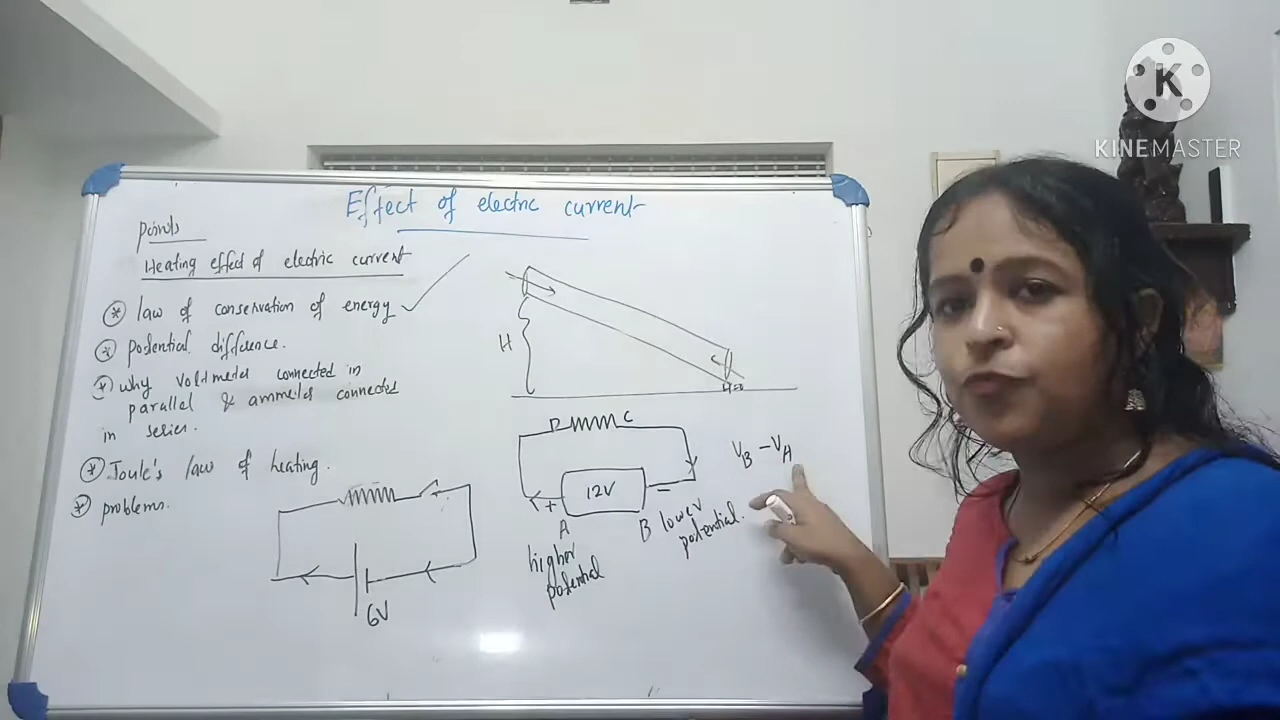 Effect of electric current
Points
Heating effect of electric current
* law of conservation of energy ✓
* potential difference.
* why voltmeter connected in
parallel & ammeter connected
in series.
* Joule's law of heating.
* problems.
6V
H
H=0
D C
12V
+ −
A
higher
potential
B lower
potential.
VB − VA
K
KINEMASTER